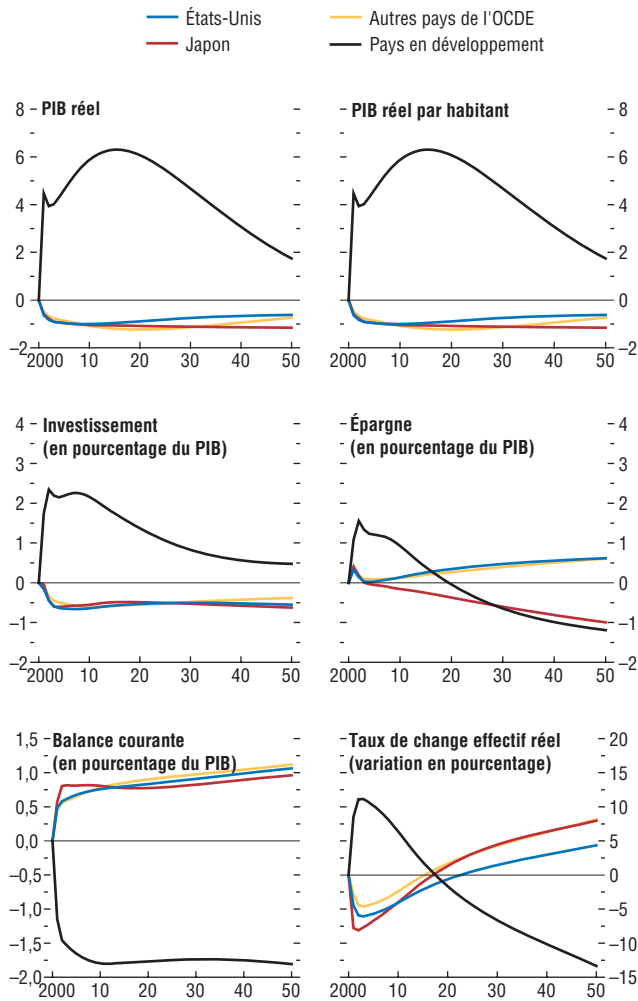 États-Unis
Japon
Autres pays de l'OCDE
Pays en développement
PIB réel
8
6
4
2
0
–2
2000 10 20 30 40 50
PIB réel par habitant
8
6
4
2
0
–2
2000 10 20 30 40 50
Investissement
(en pourcentage du PIB)
4
3
2
1
0
–1
–2
2000 10 20 30 40 50
Épargne
(en pourcentage du PIB)
4
3
2
1
0
–1
–2
2000 10 20 30 40 50
Balance courante
(en pourcentage du PIB)
1,5
1,0
0,5
0,0
–0,5
–1,0
–1,5
–2,0
2000 10 20 30 40 50
Taux de change effectif réel
(variation en pourcentage)
20
15
10
5
0
–5
–10
–15
2000 10 20 30 40 50